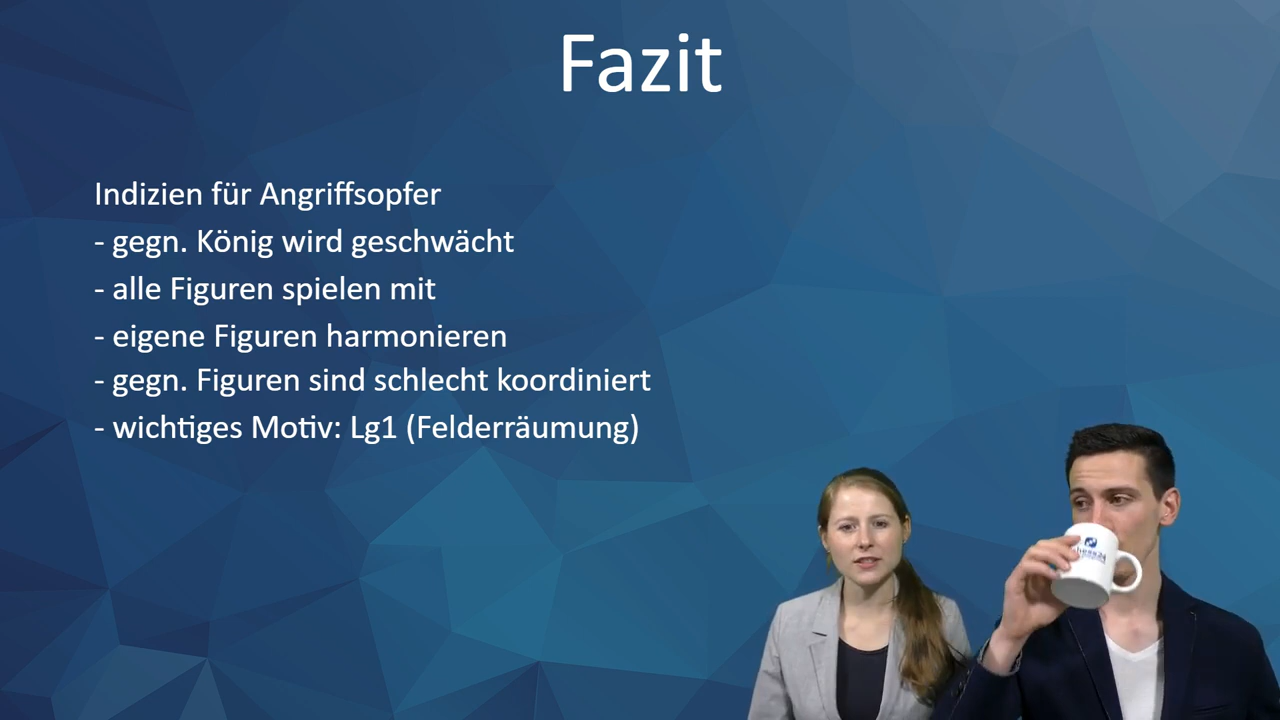 Fazit
Indizien für Angriffsopfer
- gegn. König wird geschwächt
- alle Figuren spielen mit
- eigene Figuren harmonieren
- gegn. Figuren sind schlecht koordiniert
- wichtiges Motiv: Lg1 (Felderräumung)